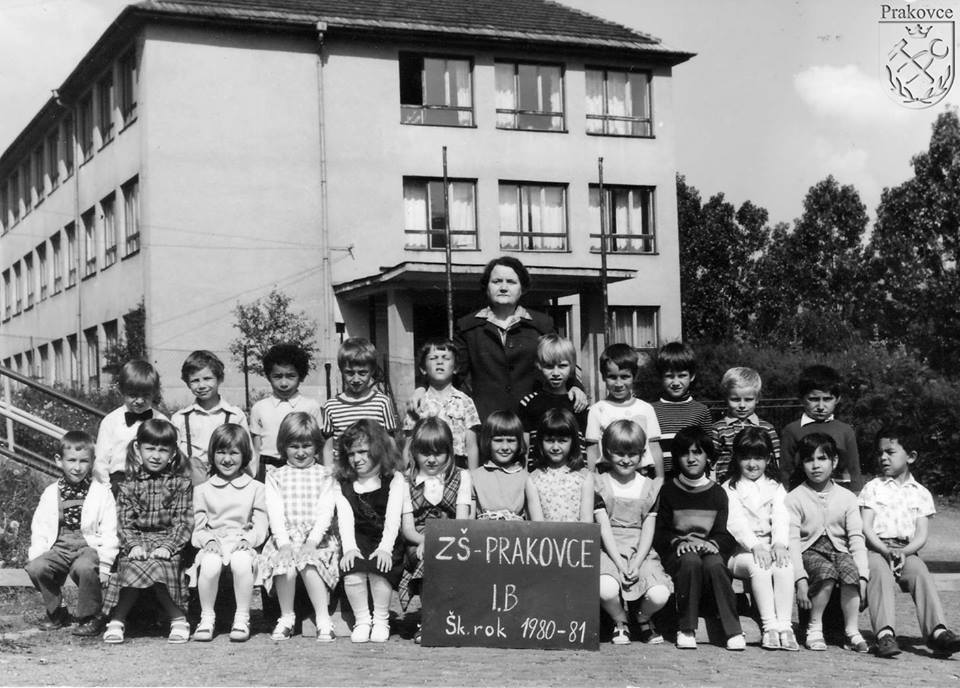 Prakovce
ZŠ-PRAKOVCE
I.B
Šk. rok 1980-81